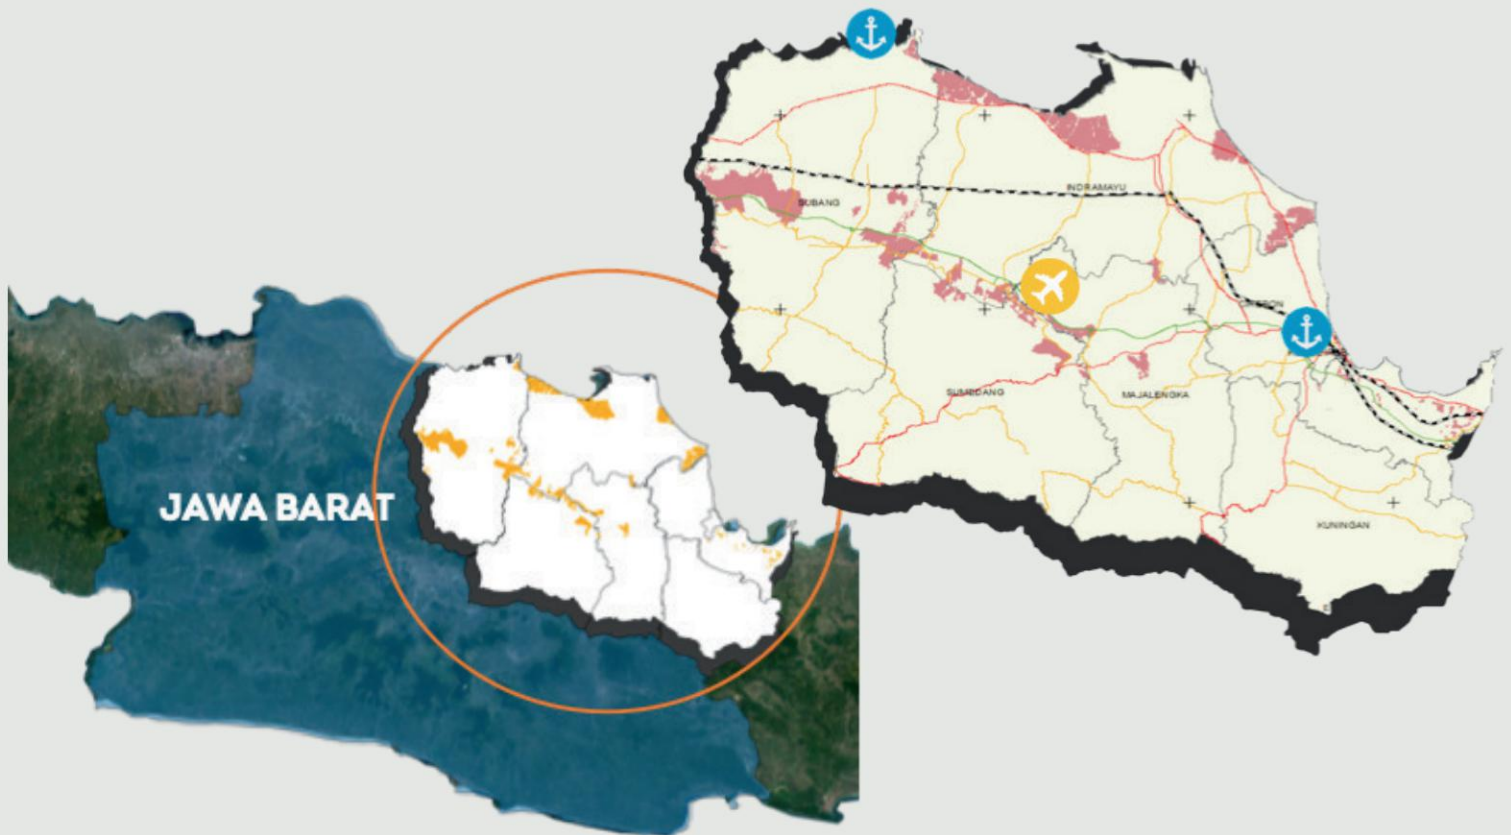 JAWA BARAT
INDRAMAYU
SUBANG
SUMEDANG
MAJALENGKA
KUNINGAN